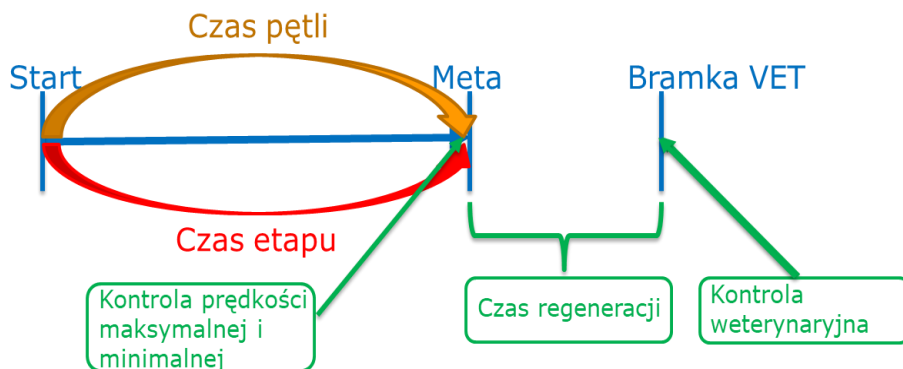 Czas pętli
Start
Meta
Bramka VET
Czas etapu
Kontrola prędkości
maksymalnej i
minimalnej
Czas regeneracji
Kontrola
weterynaryjna